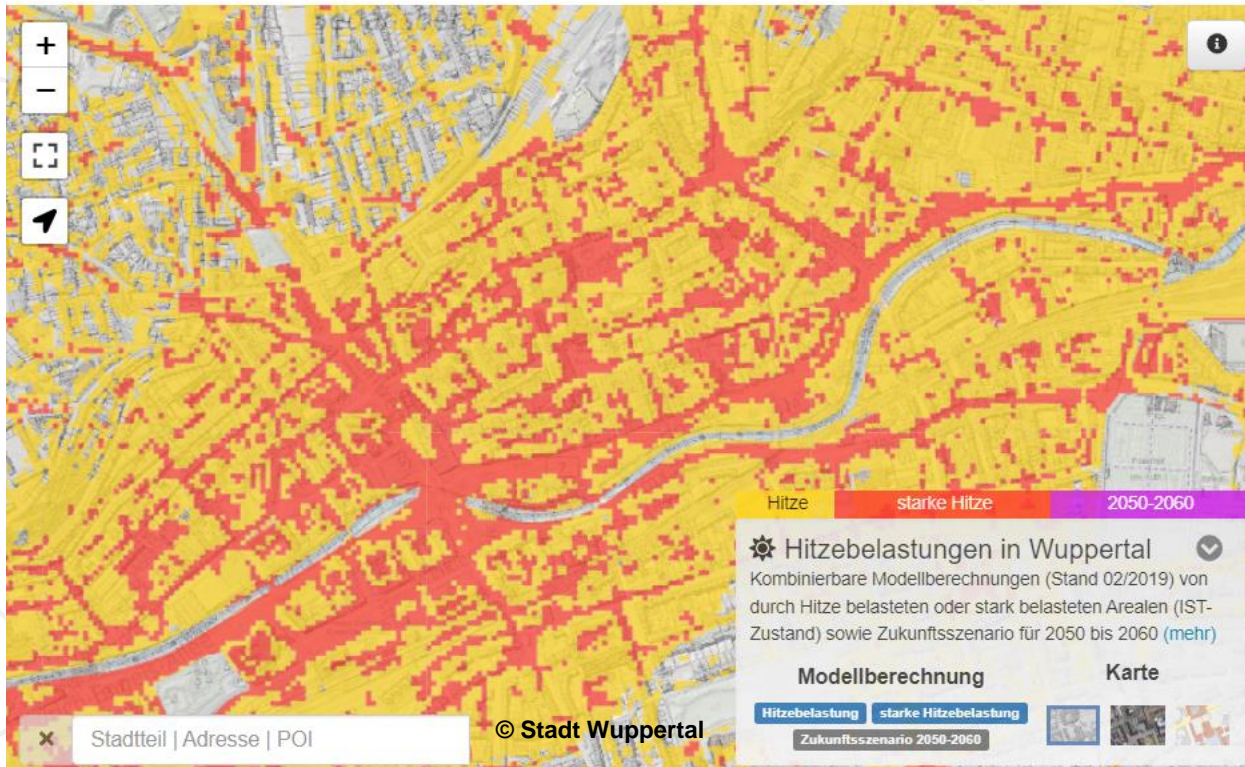 +
−
Hitze starke Hitze 2050-2060
Hitzebelastungen in Wuppertal
Kombinierbare Modellberechnungen (Stand 02/2019) von
durch Hitze belasteten oder stark belasteten Arealen (IST-
Zustand) sowie Zukunftsszenario für 2050 bis 2060 (mehr)
Modellberechnung Karte
Hitzebelastung starke Hitzebelastung
Zukunftsszenario 2050-2060
× Stadtteil | Adresse | POI
© Stadt Wuppertal